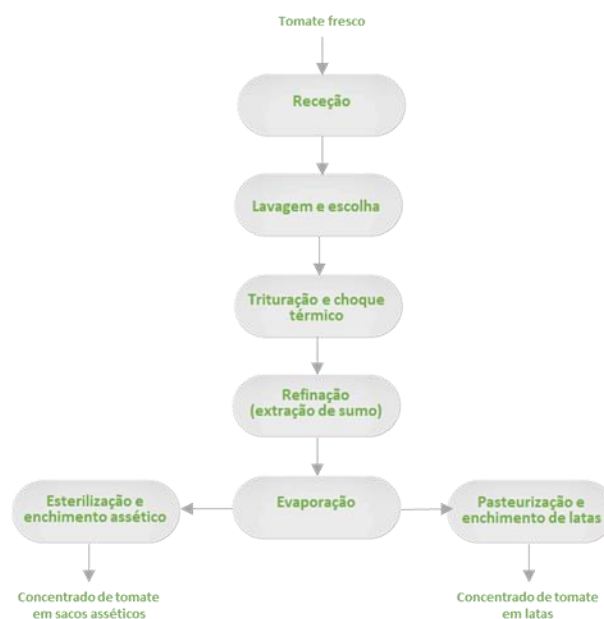 Tomate fresco
Receção
Lavagem e escolha
Trituração e choque
térmico
Refinação
(extração de sumo)
Esterilização e
enchimento assético
Evaporação
Pasteurização e
enchimento de latas
Concentrado de tomate
em sacos asséticos
Concentrado de tomate
em latas